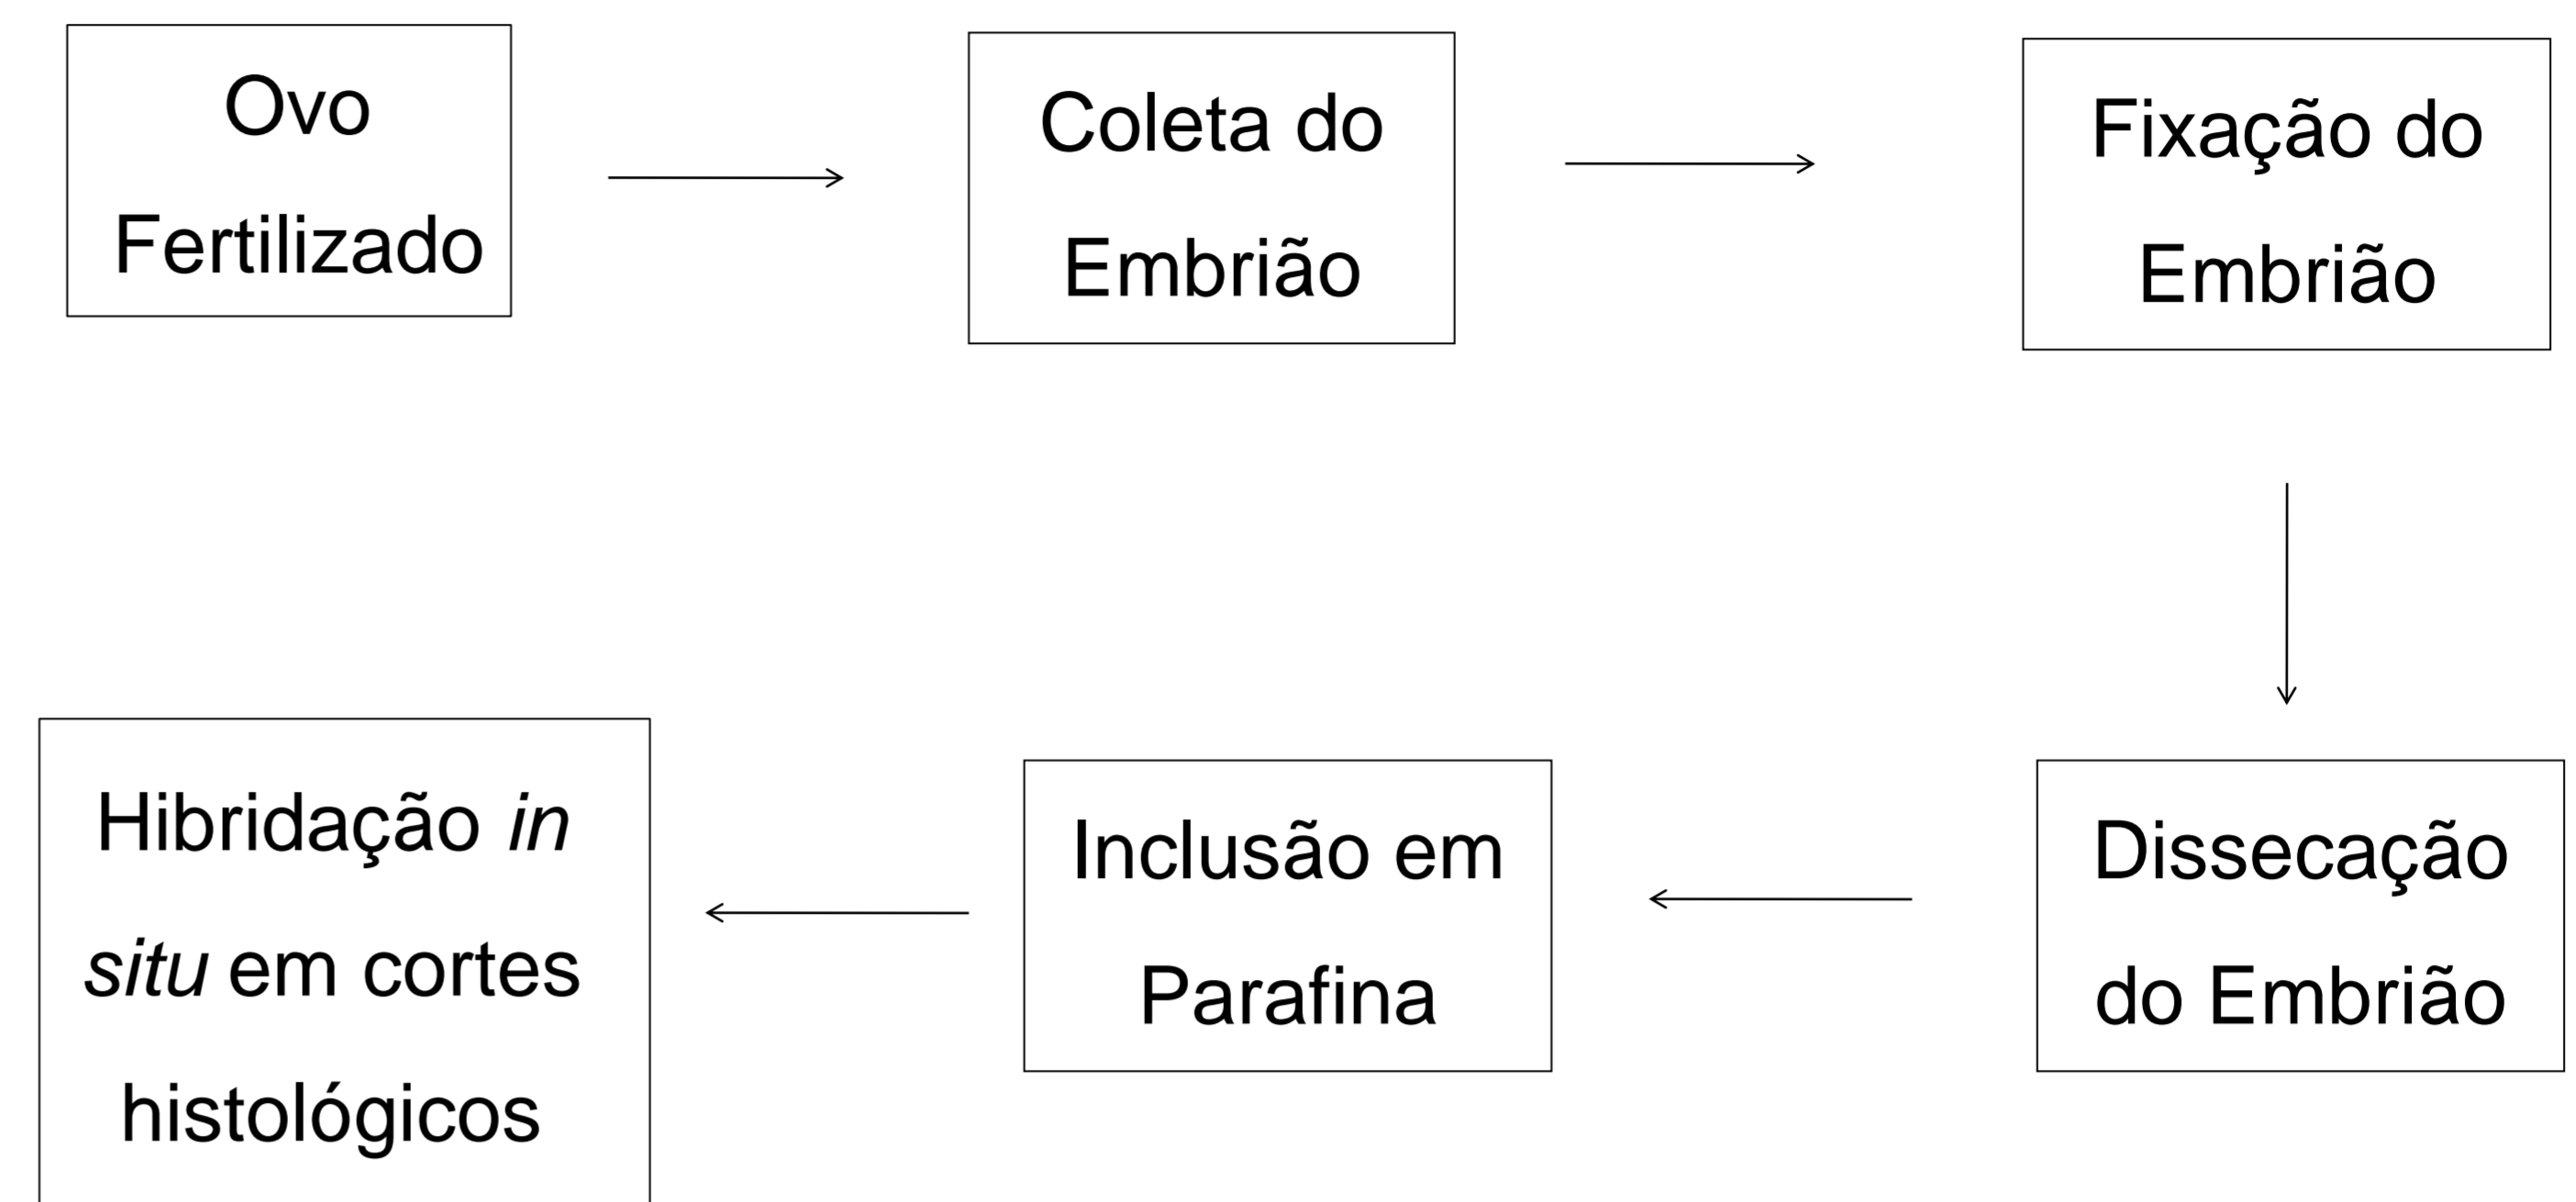 Ovo
Fertilizado
Coleta do
Embrião
Fixação do
Embrião
Dissecação
do Embrião
Inclusão em
Parafina
Hibridação in
situ em cortes
histológicos